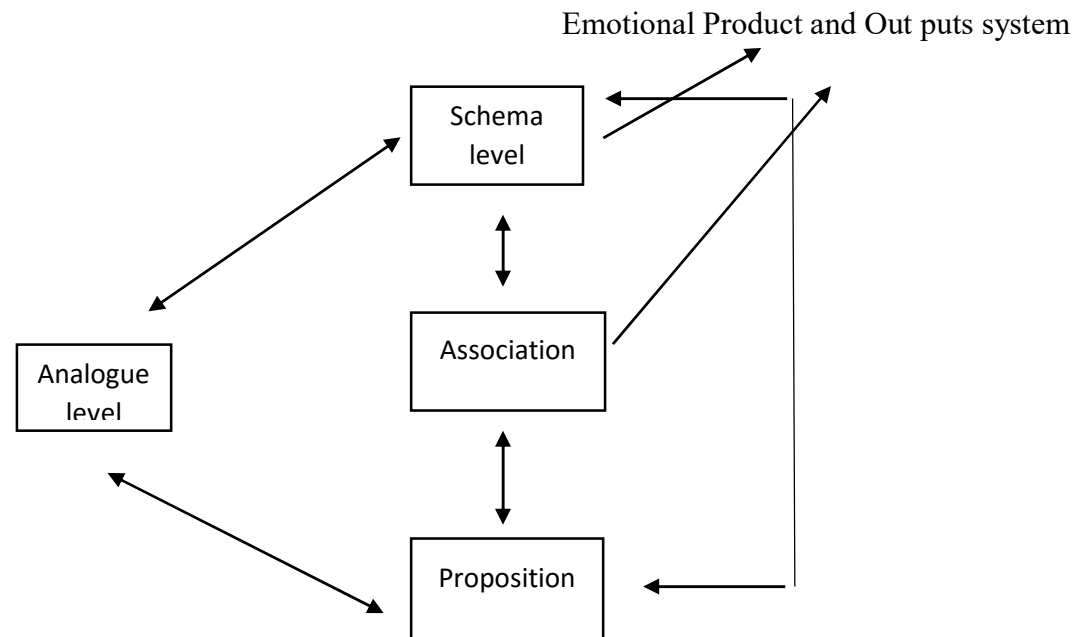 Emotional Product and Out puts system
Schema
level
Association
Analogue
level
Proposition